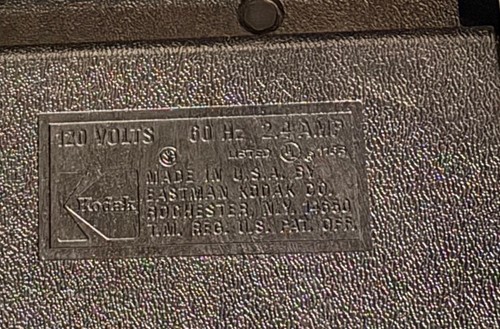 120 VOLTS 60 Hz 2.4 AMP
LISTED UL
MADE IN U.S.A. BY
EASTMAN KODAK CO.
ROCHESTER, N.Y. 14650
T.M. REG. U.S. PAT. OFF.
Kodak